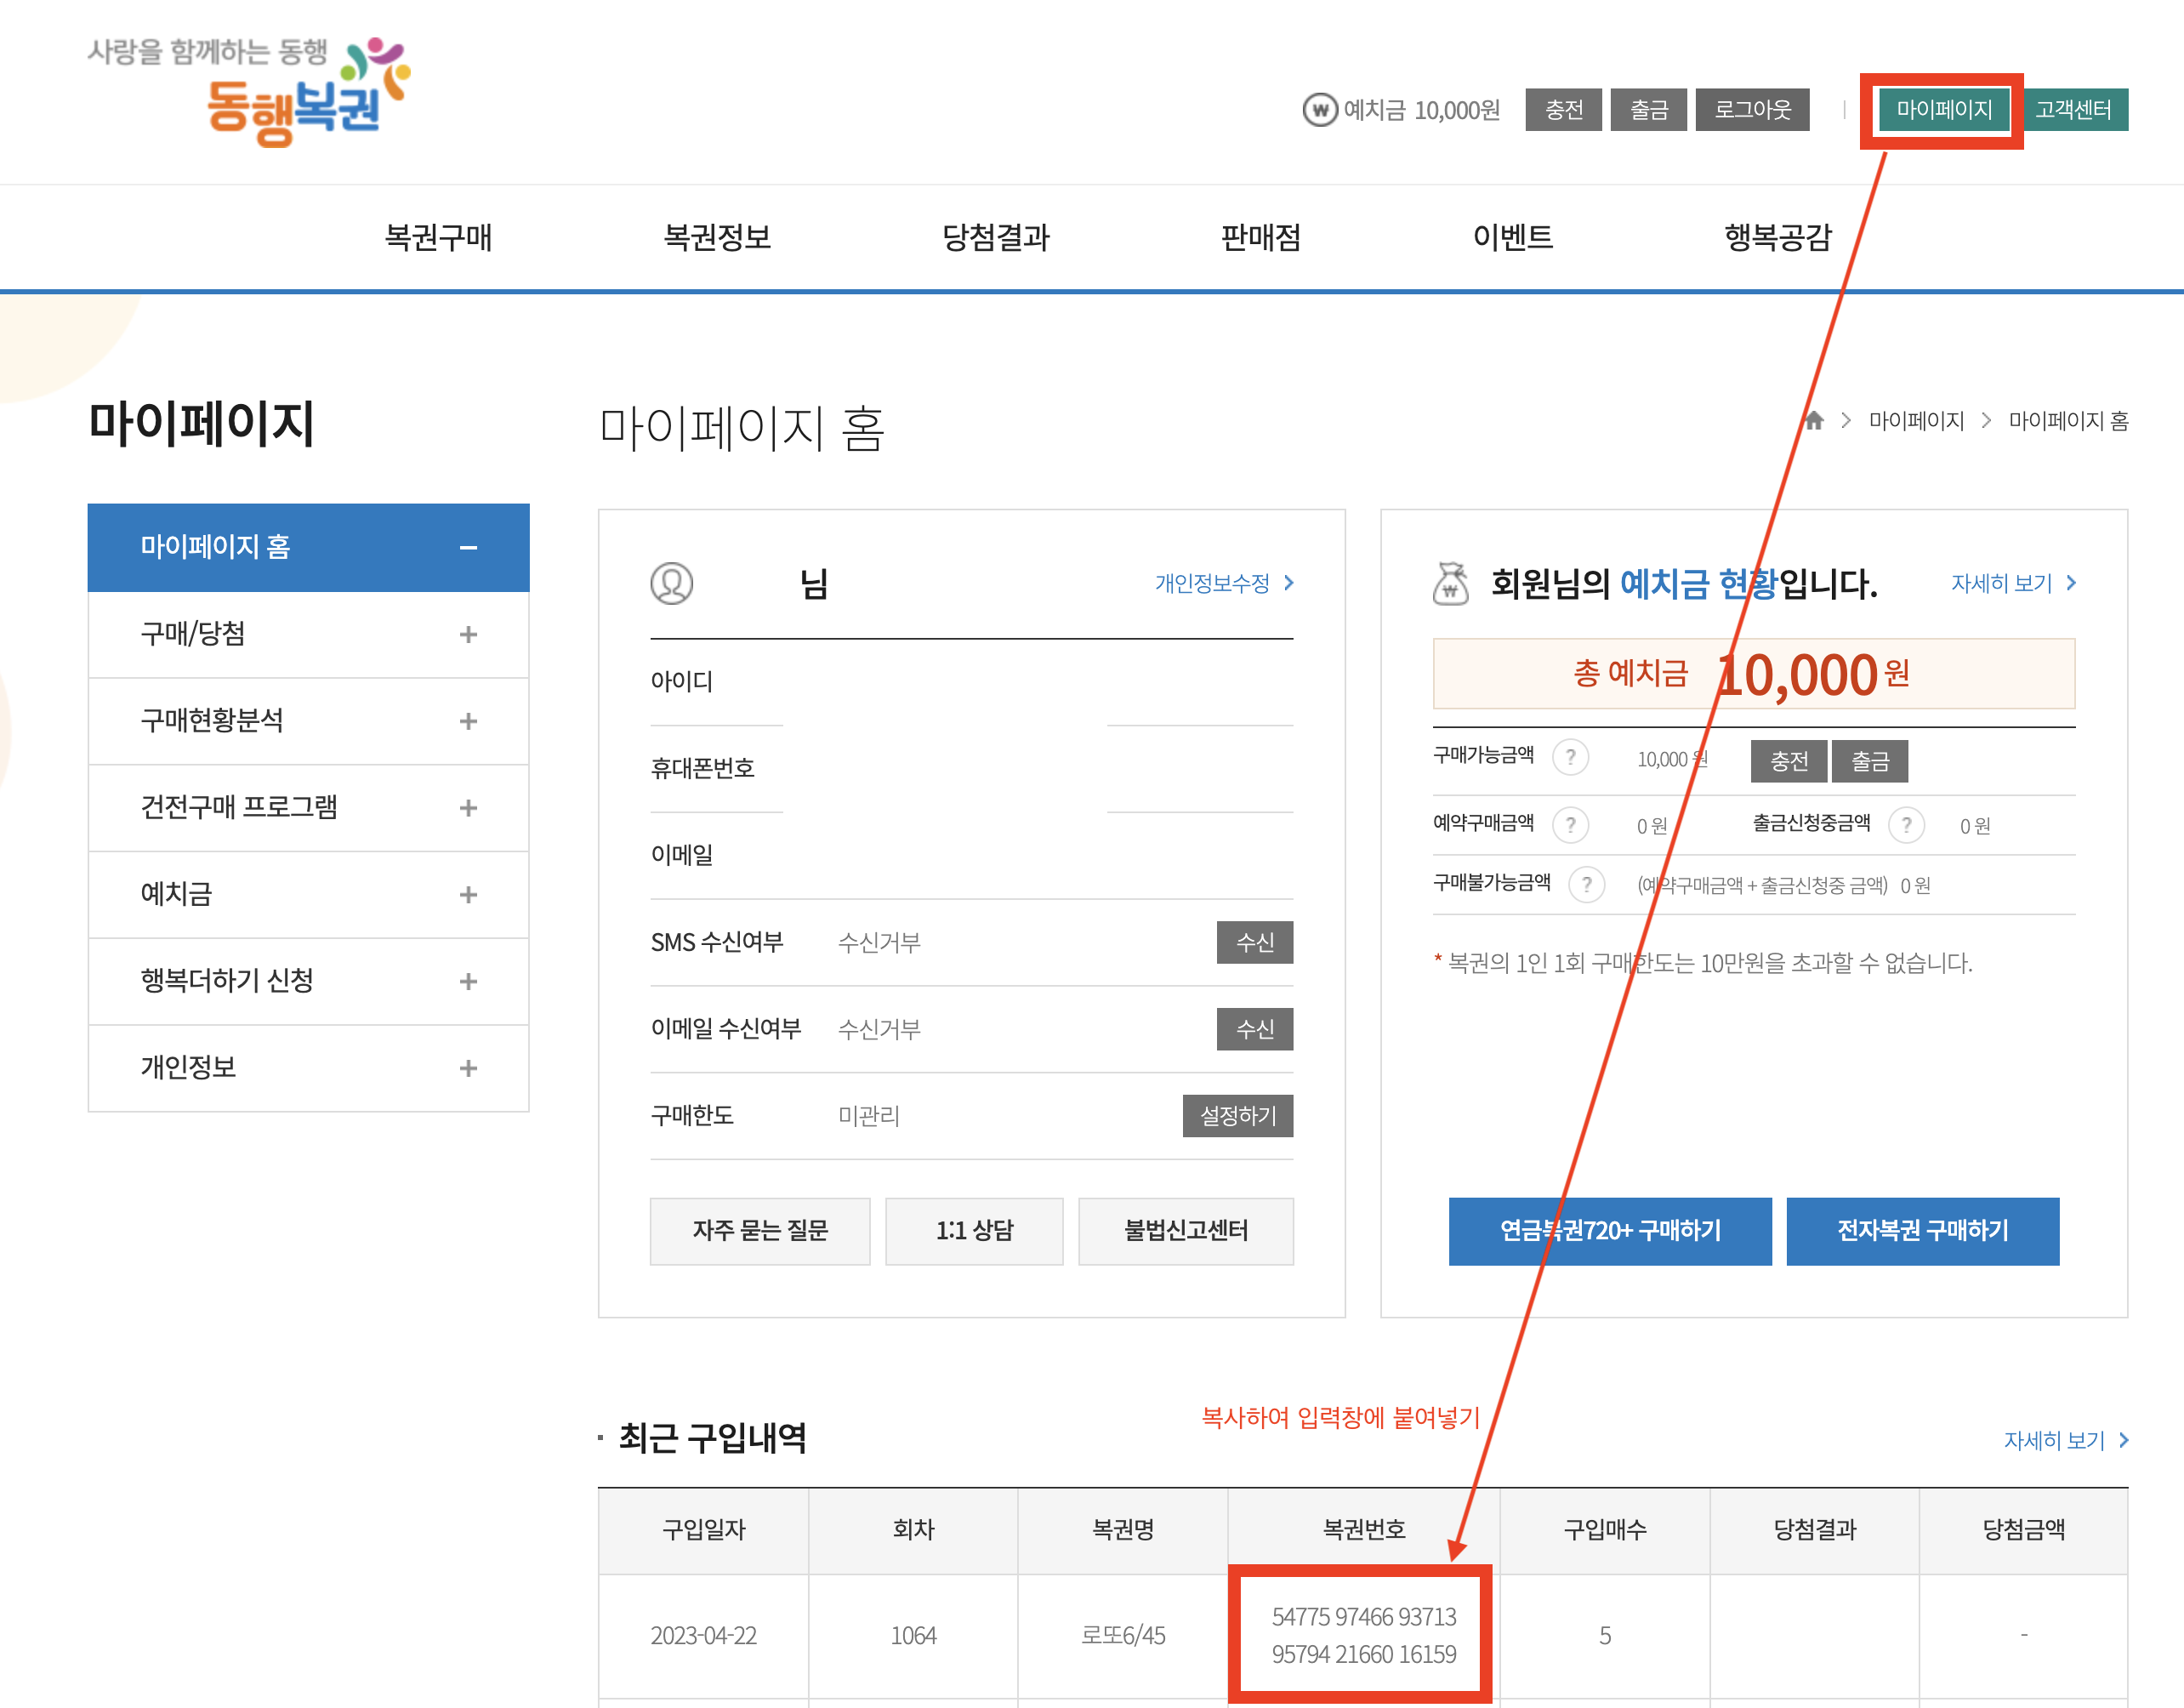 사랑을 함께하는 동행
동행복권
예치금 10,000원 충전 출금 로그아웃 | 마이페이지 고객센터
복권구매 복권정보 당첨결과 판매점 이벤트 행복공감
마이페이지
마이페이지 홈
구매/당첨
구매현황분석
건전구매 프로그램
예치금
행복더하기 신청
개인정보
마이페이지 홈
마이페이지 > 마이페이지 홈
님 개인정보수정
아이디
휴대폰번호
이메일
SMS 수신여부 수신거부 수신
이메일 수신여부 수신거부 수신
구매한도 미관리 설정하기
자주 묻는 질문 1:1 상담 불법신고센터
회원님의 예치금 현황입니다. 자세히 보기
총 예치금 10,000원
구매가능금액 ? 10,000 원 충전 출금
예약구매금액 ? 0 원 출금신청중금액 ? 0 원
구매불가능금액 ? (예약구매금액 + 출금신청중 금액) 0 원
* 복권의 1인 1회 구매한도는 10만원을 초과할 수 없습니다.
연금복권720+ 구매하기 전자복권 구매하기
복사하여 입력창에 붙여넣기
최근 구입내역 자세히 보기
구입일자 회차 복권명 복권번호 구입매수 당첨결과 당첨금액
2023-04-22 1064 로또6/45 54775 97466 93713 5 -
95794 21660 16159